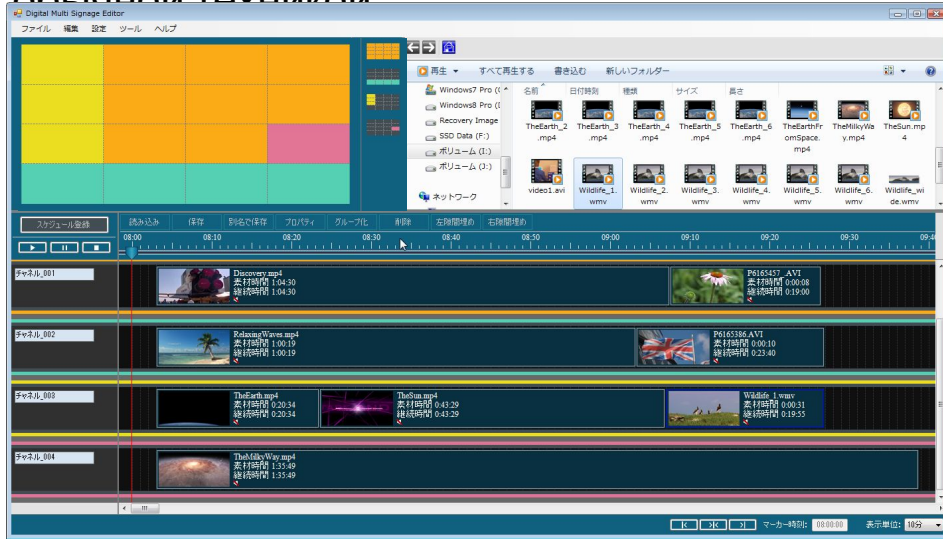 Digital Multi Signage Editor
ファイル 編集 設定 ツール ヘルプ
再生 すべて再生する 書き込む 新しいフォルダー
Windows7 Pro (
Windows8 Pro (
Recovery Image
SSD Data (F:)
ボリューム (I:)
ボリューム (J:)
ネットワーク
名前 日付時刻 種類 サイズ 長さ
TheEarth_2.mp4
TheEarth_3.mp4
TheEarth_4.mp4
TheEarth_5.mp4
TheEarth_6.mp4
TheEarthFromSpace.mp4
TheMilkyWay.mp4
TheSun.mp4
video1.avi
Wildlife_1.wmv
Wildlife_2.wmv
Wildlife_3.wmv
Wildlife_4.wmv
Wildlife_5.wmv
Wildlife_6.wmv
Wildlife_wide.wmv
スケジュール登録 読み込み 保存 別名で保存 プロパティ グループ化 削除 左隙間埋め 右隙間埋め
08:00 08:10 08:20 08:30 08:40 08:50 09:00 09:10 09:20 09:30 09:4
チャネル_001
Discovery.mp4
素材時間 1:04:30
継続時間 1:04:30
P6165457 .AVI
素材時間 0:00:08
継続時間 0:19:00
チャネル_002
RelaxingWaves.mp4
素材時間 1:00:19
継続時間 1:00:19
P6165386.AVI
素材時間 0:00:10
継続時間 0:23:40
チャネル_003
TheEarth.mp4
素材時間 0:20:34
継続時間 0:20:34
TheSun.mp4
素材時間 0:43:29
継続時間 0:43:29
Wildlife_1.wmv
素材時間 0:00:31
継続時間 0:19:55
チャネル_004
TheMilkyWay.mp4
素材時間 1:35:49
継続時間 1:35:49
マーカー時刻: 08:00:00 表示単位: 10分